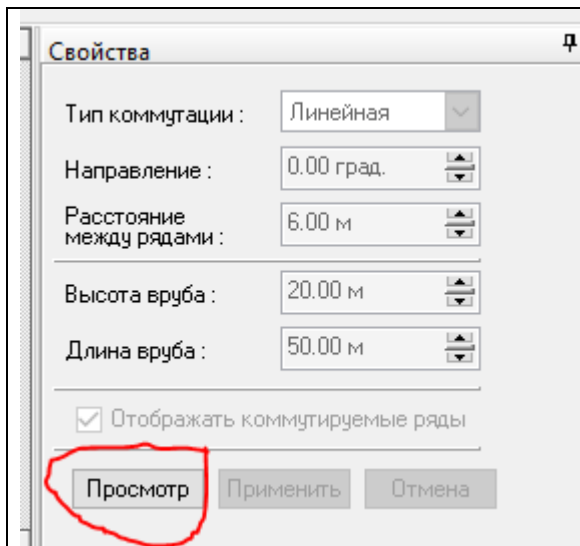 Свойства
Тип коммутации : Линейная
Направление : 0.00 град.
Расстояние
между рядами : 6.00 м
Высота вруба : 20.00 м
Длина вруба : 50.00 м
Отображать коммутируемые ряды
Просмотр Применить Отмена